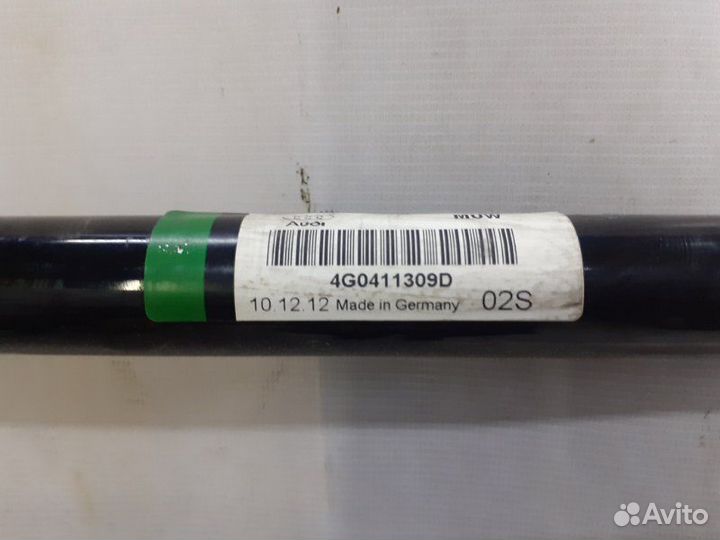 Audi MUW
4G0411309D
10.12.12 Made in Germany 02S
Avito